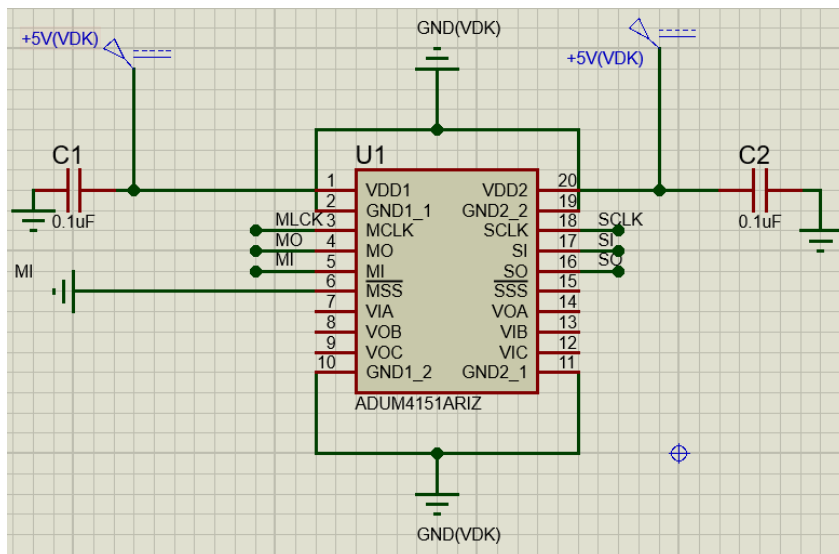 GND(VDK)
+5V(VDK)
+5V(VDK)
C1
U1
C2
0.1uF
0.1uF
1 VDD1 VDD2 20
2 GND1_1 GND2_2 19
MLCK 3 MCLK SCLK 18 SCLK
MO 4 MO SI 17 SI
MI 5 MI SO 16 SO
MI
6 MSS SSS 15
7 VIA VOA 14
8 VOB VIB 13
9 VOC VIC 12
10 GND1_2 GND2_1 11
ADUM4151ARIZ
GND(VDK)